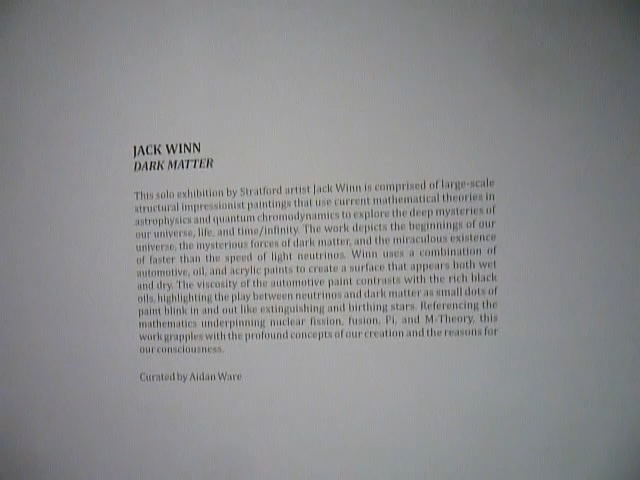 JACK WINN
DARK MATTER
This solo exhibition by Stratford artist Jack Winn is comprised of large-scale
structural impressionist paintings that use current mathematical theories in
astrophysics and quantum chromodynamics to explore the deep mysteries of
our universe, life, and time/infinity. The work depicts the beginnings of our
universe, the mysterious forces of dark matter, and the miraculous existence
of faster than the speed of light neutrinos. Winn uses a combination of
automotive, oil, and acrylic paints to create a surface that appears both wet
and dry. The viscosity of the automotive paint contrasts with the rich black
oils, highlighting the play between neutrinos and dark matter as small dots of
paint blink in and out like extinguishing and birthing stars. Referencing the
mathematics underpinning nuclear fission, fusion, Pi, and M-Theory, this
work grapples with the profound concepts of our creation and the reasons for
our consciousness.
Curated by Aidan Ware